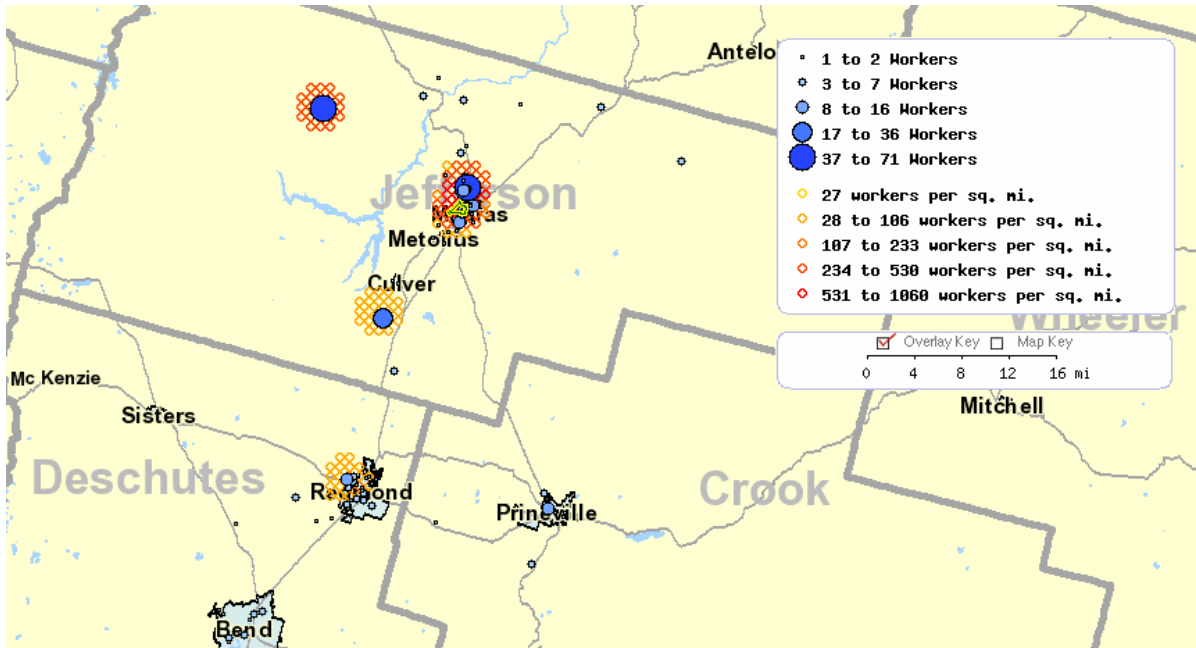 Antelo
1 to 2 Workers
3 to 7 Workers
8 to 16 Workers
17 to 36 Workers
37 to 71 Workers
27 workers per sq. mi.
28 to 106 workers per sq. mi.
107 to 233 workers per sq. mi.
234 to 530 workers per sq. mi.
531 to 1060 workers per sq. mi.
Jefferson
Metolius
Culver
Wheeler
Overlay Key
Map Key
0 4 8 12 16 mi
Mc Kenzie
Sisters
Mitchell
Deschutes
Redmond
Crook
Prineville
Bend